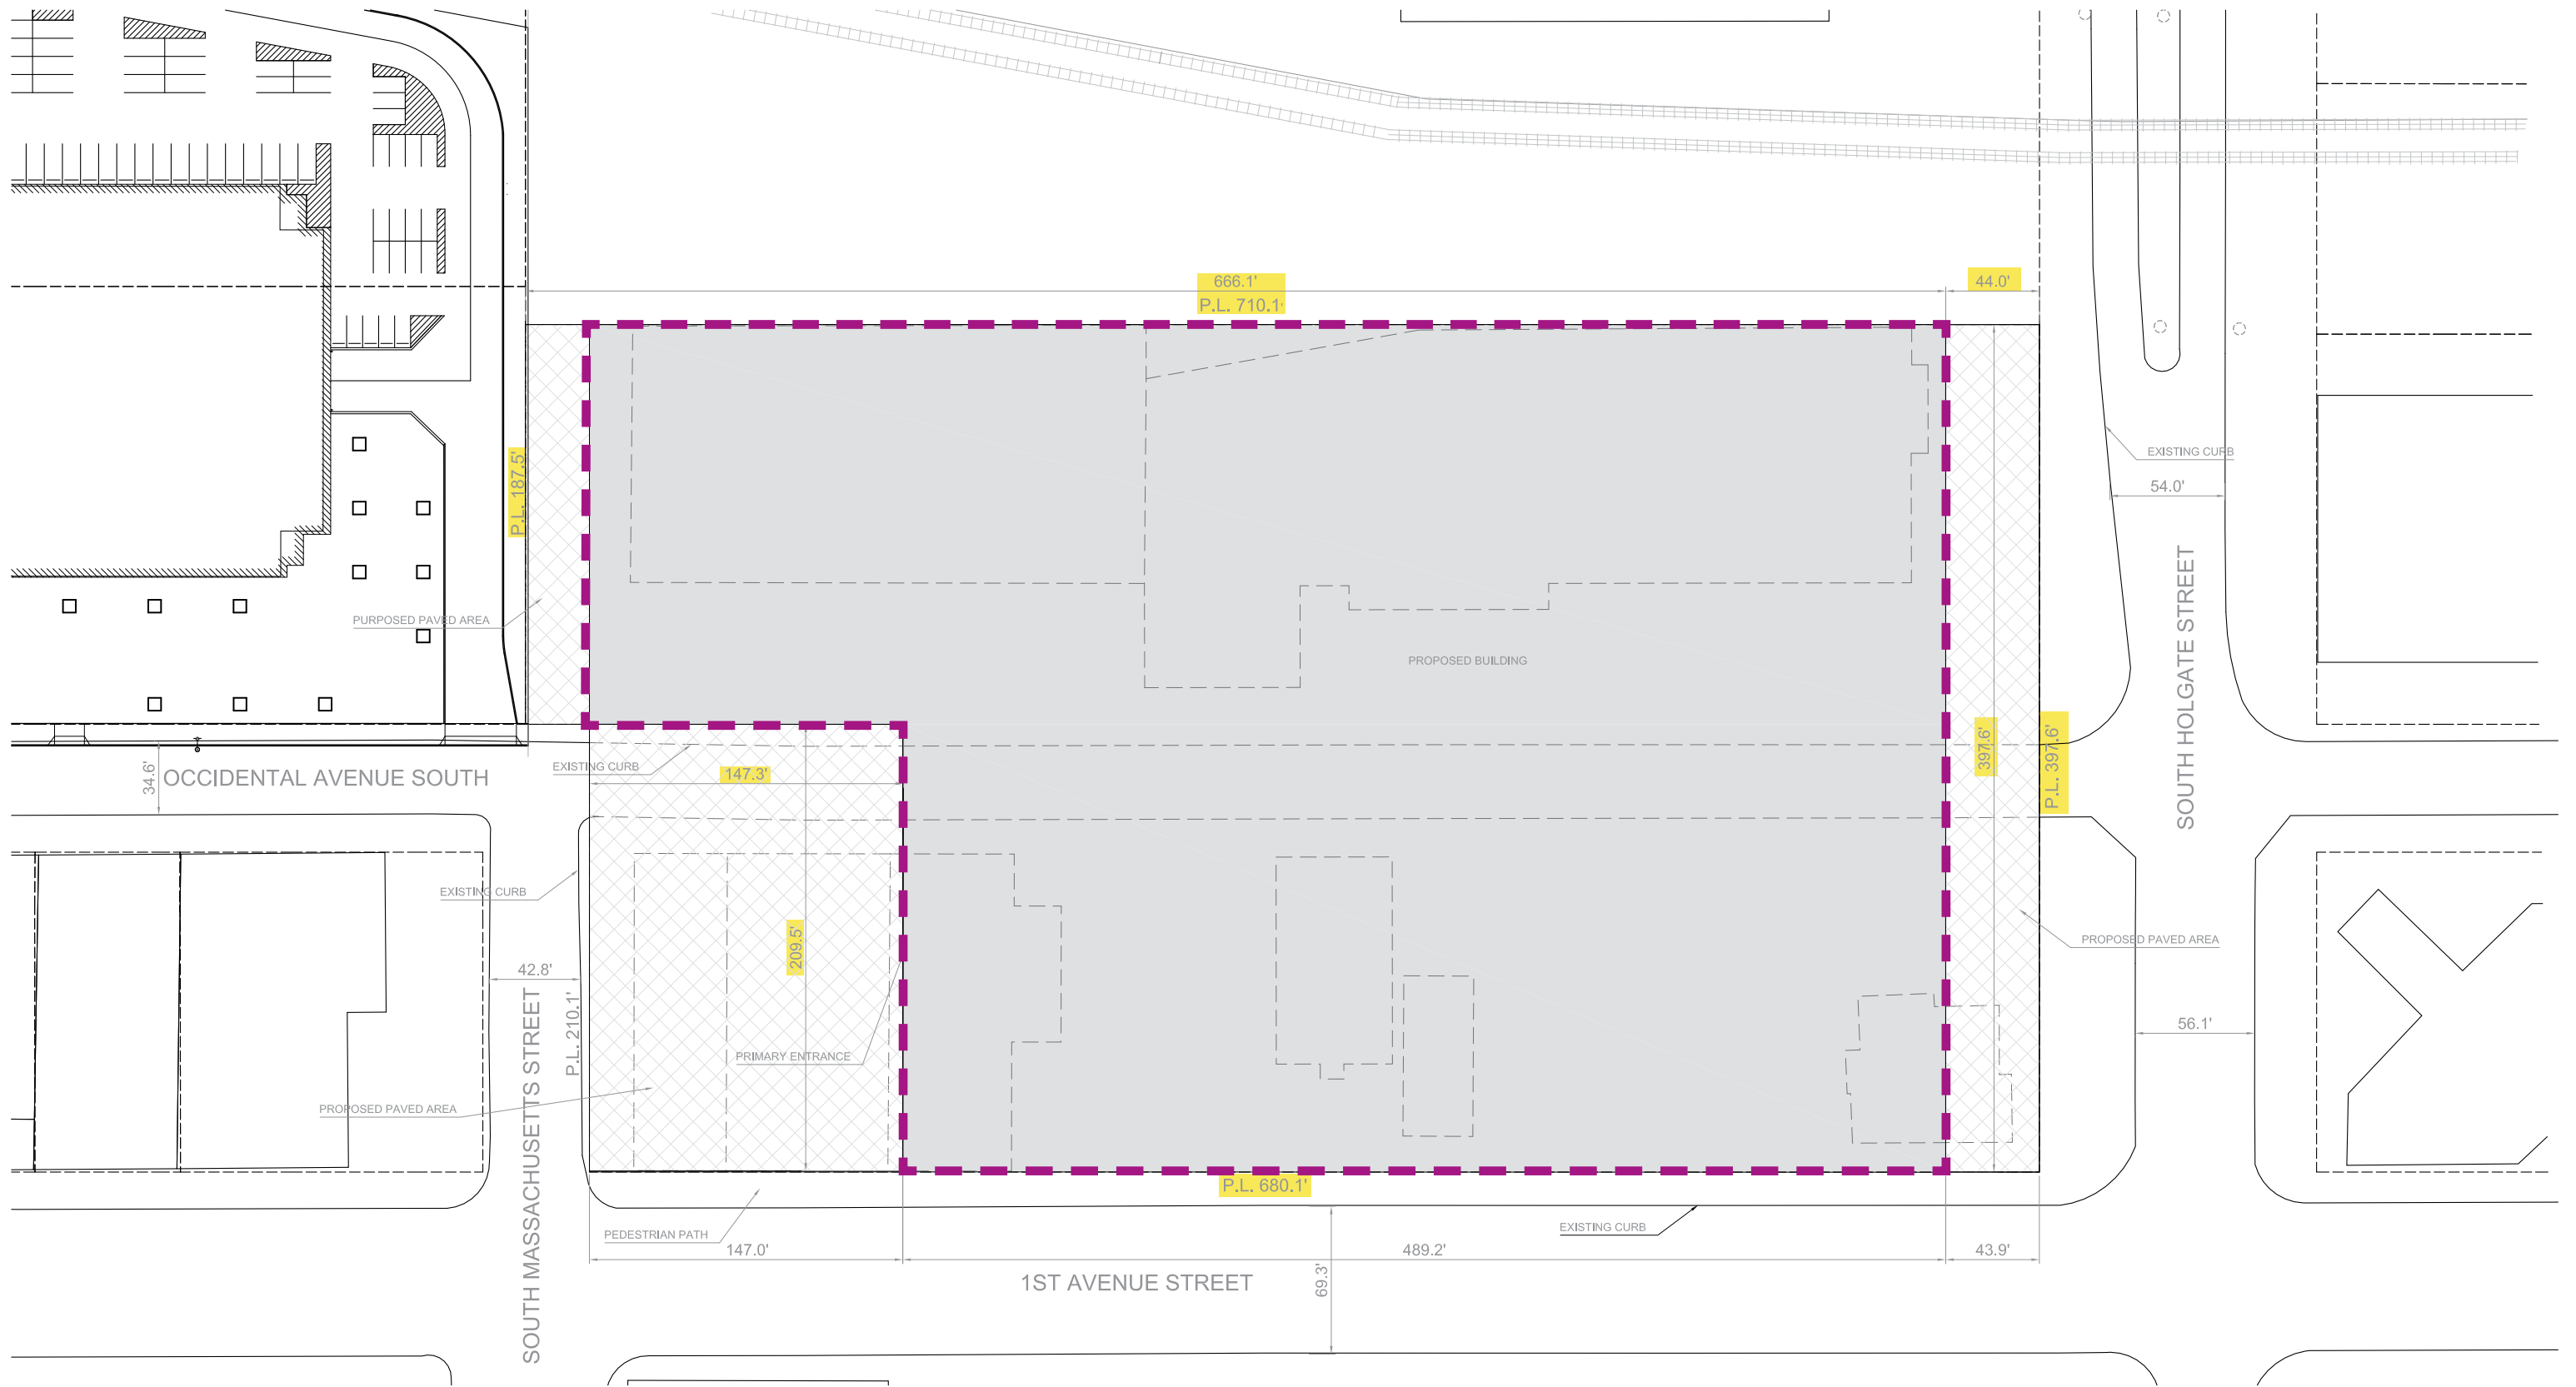 666.1'
44.0'
P.L. 710.1'
P.L. 187.5'
EXISTING CURB
54.0'
SOUTH HOLGATE STREET
PURPOSED PAVED AREA
PROPOSED BUILDING
397.6'
P.L. 397.6'
34.6'
OCCIDENTAL AVENUE SOUTH
EXISTING CURB
147.3'
EXISTING CURB
209.5'
PROPOSED PAVED AREA
42.8'
P.L. 210.1'
SOUTH MASSACHUSETTS STREET
PRIMARY ENTRANCE
56.1'
PROPOSED PAVED AREA
P.L. 680.1'
PEDESTRIAN PATH
EXISTING CURB
147.0'
489.2'
43.9'
69.3'
1ST AVENUE STREET